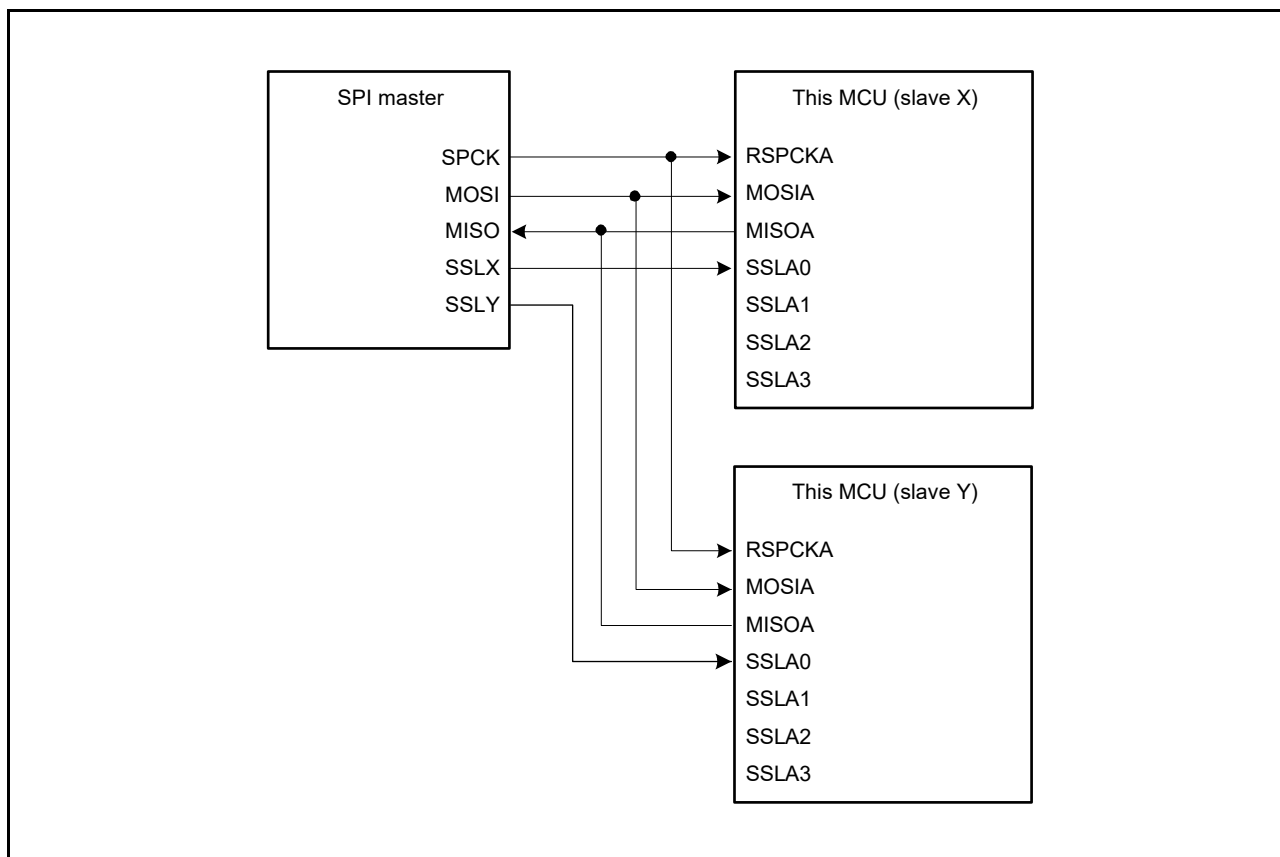 SPI master
SPCK
MOSI
MISO
SSLX
SSLY
This MCU (slave X)
RSPCKA
MOSIA
MISOA
SSLA0
SSLA1
SSLA2
SSLA3
This MCU (slave Y)
RSPCKA
MOSIA
MISOA
SSLA0
SSLA1
SSLA2
SSLA3